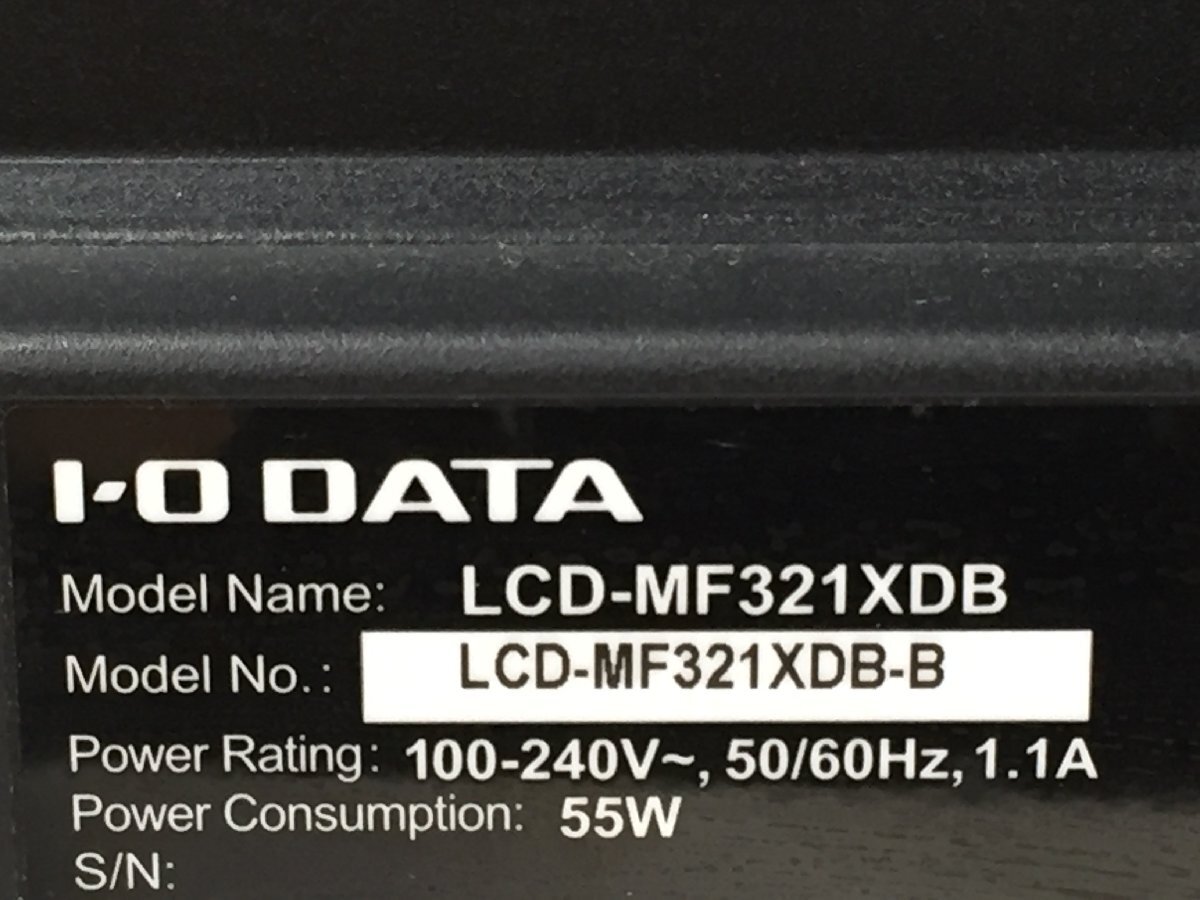 I-O DATA
Model Name: LCD-MF321XDB
Model No.: LCD-MF321XDB-B
Power Rating: 100-240V~, 50/60Hz, 1.1A
Power Consumption: 55W
S/N: